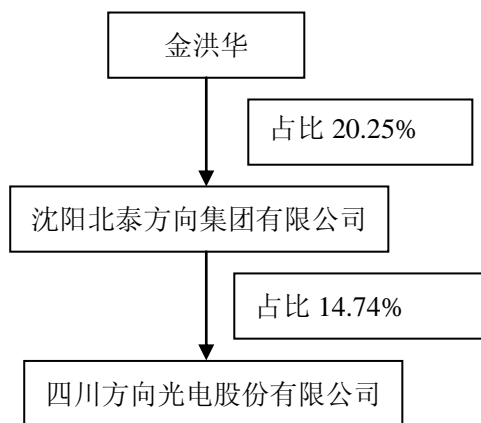 金洪华
占比 20.25%
沈阳北泰方向集团有限公司
占比 14.74%
四川方向光电股份有限公司